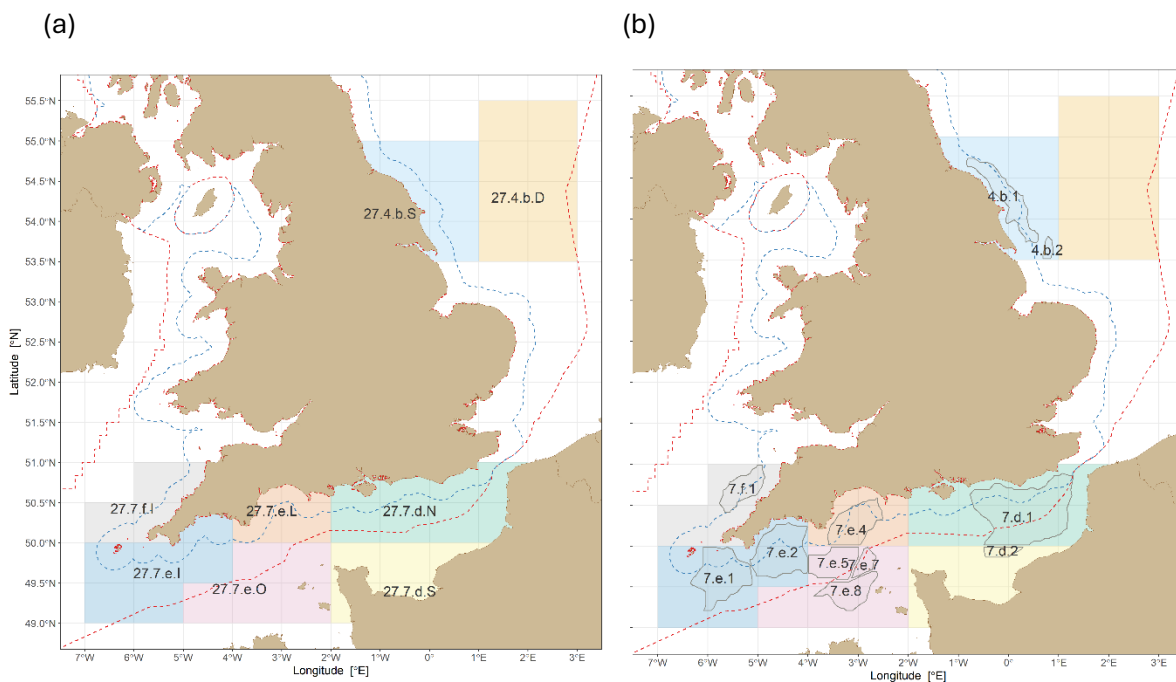 (a)
(b)
55.5°N
55.0°N
54.5°N
54.0°N
53.5°N
53.0°N
52.5°N
52.0°N
51.5°N
51.0°N
50.5°N
50.0°N
49.5°N
49.0°N
Latitude [°N]
27.4.b.S
27.4.b.D
27.7.f.I
27.7.e.L
27.7.d.N
27.7.e.I
27.7.e.O
27.7.d.S
7°W 6°W 5°W 4°W 3°W 2°W 1°W 0° 1°E 2°E 3°E
Longitude [°E]
4.b.1
4.b.2
7.f.1
7.d.1
7.e.4
7.e.2
7.d.2
7.e.5
7.e.7
7.e.1
7.e.8
7°W 6°W 5°W 4°W 3°W 2°W 1°W 0° 1°E 2°E 3°E
Longitude [°E]